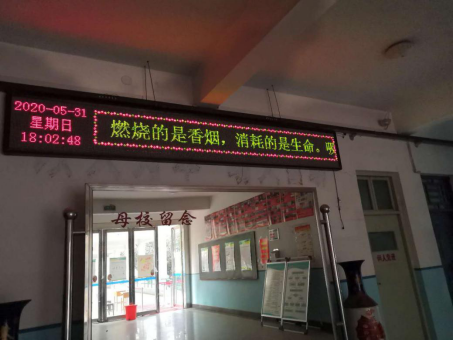 2020-05-31
星期日
18:02:48
燃烧的是香烟，消耗的是生命。吸
母校留念